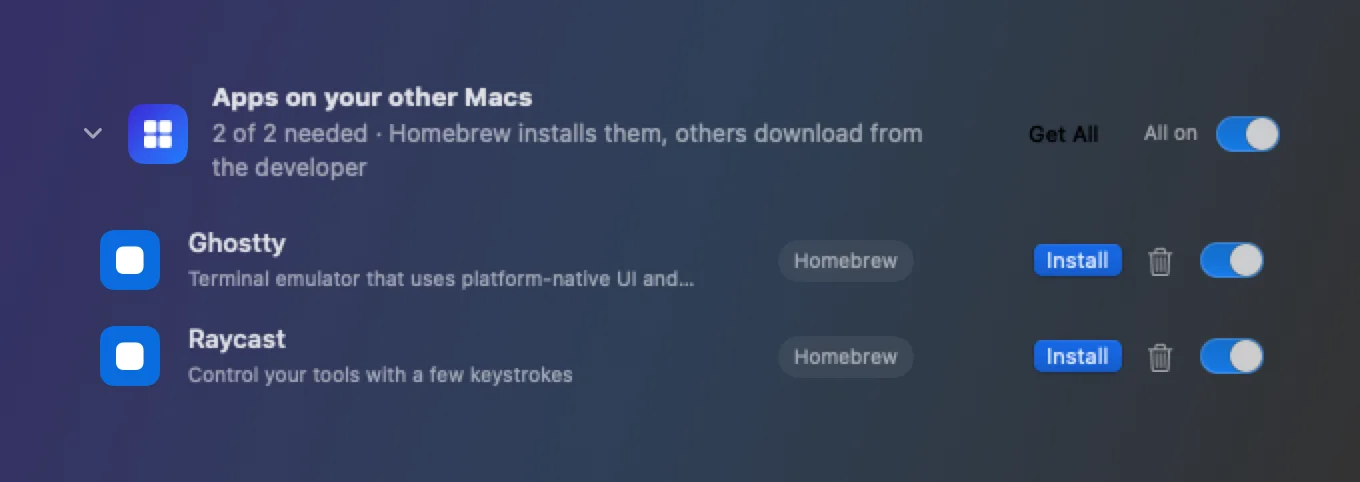 Apps on your other Macs
2 of 2 needed · Homebrew installs them, others download from
the developer
Get All
All on
Ghostty
Terminal emulator that uses platform-native UI and...
Homebrew
Install
Raycast
Control your tools with a few keystrokes
Homebrew
Install